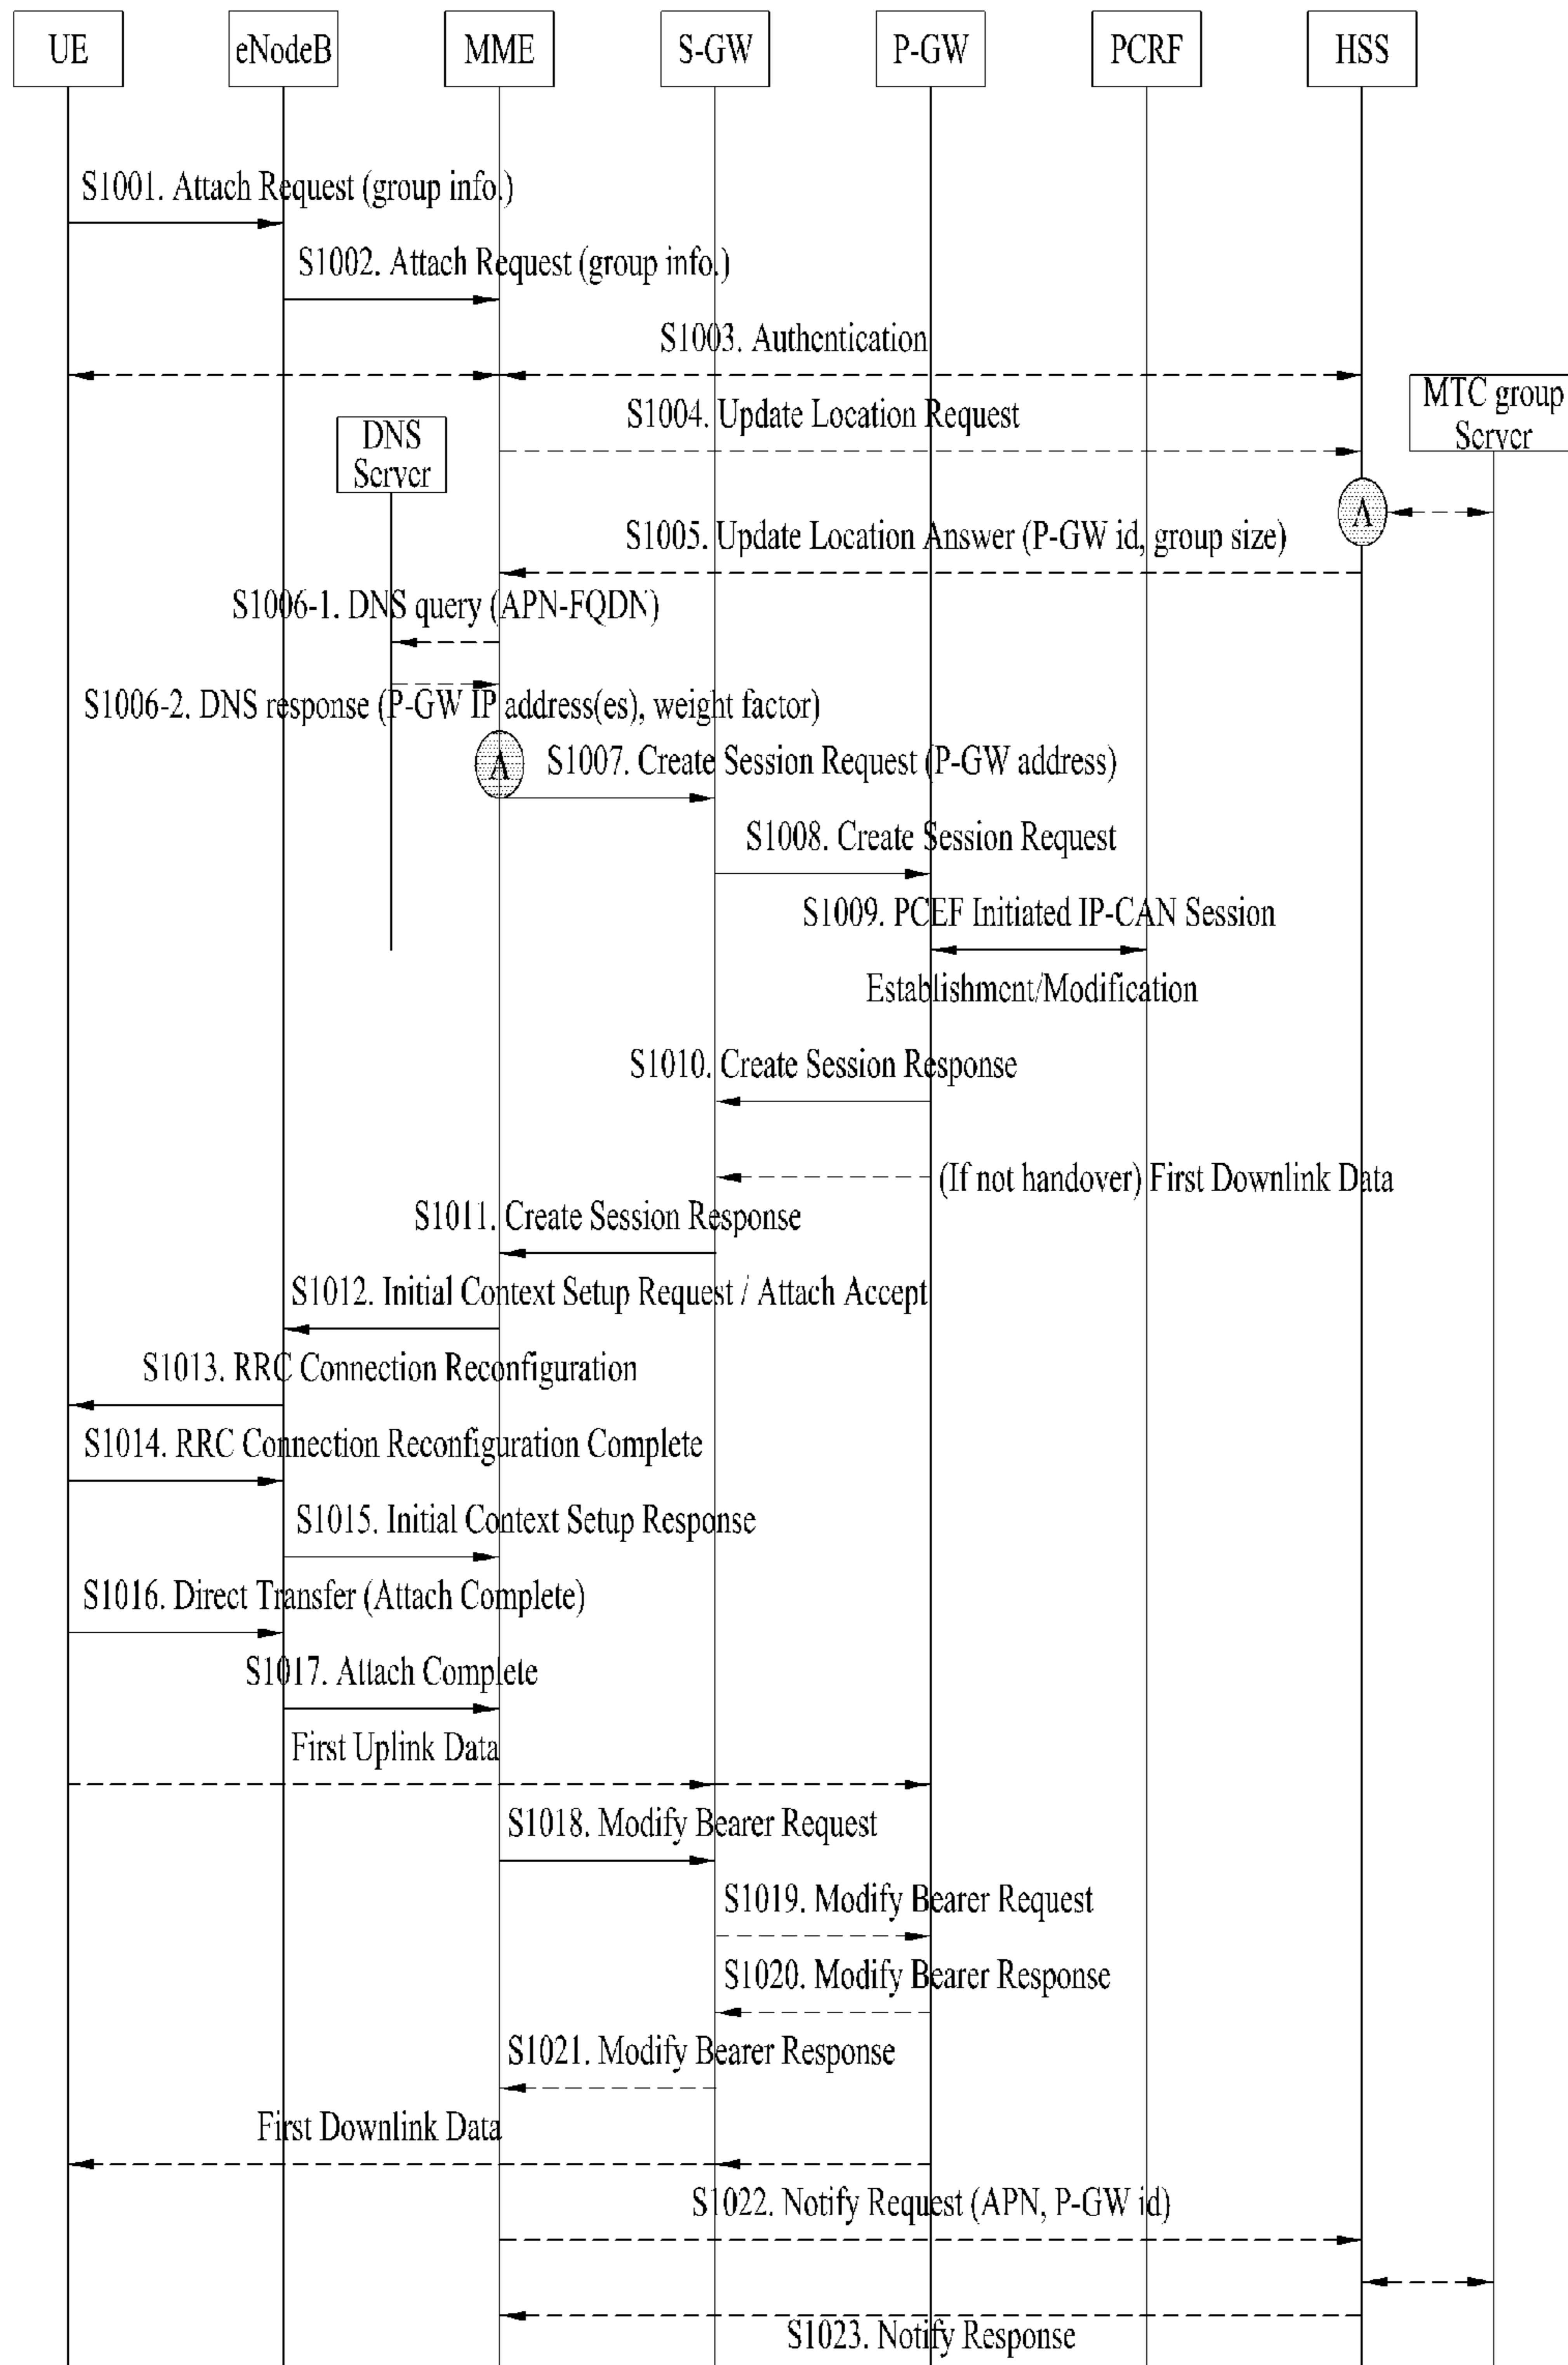 UE
eNodeB
MME
S-GW
P-GW
PCRF
HSS
S1001. Attach Request (group info.)
S1002. Attach Request (group info.)
S1003. Authentication
MTC group
Server
S1004. Update Location Request
DNS
Server
A
S1005. Update Location Answer (P-GW id, group size)
S1006-1. DNS query (APN-FQDN)
S1006-2. DNS response (P-GW IP address(es), weight factor)
A
S1007. Create Session Request (P-GW address)
S1008. Create Session Request
S1009. PCEF Initiated IP-CAN Session
Establishment/Modification
S1010. Create Session Response
(If not handover) First Downlink Data
S1011. Create Session Response
S1012. Initial Context Setup Request / Attach Accept
S1013. RRC Connection Reconfiguration
S1014. RRC Connection Reconfiguration Complete
S1015. Initial Context Setup Response
S1016. Direct Transfer (Attach Complete)
S1017. Attach Complete
First Uplink Data
S1018. Modify Bearer Request
S1019. Modify Bearer Request
S1020. Modify Bearer Response
S1021. Modify Bearer Response
First Downlink Data
S1022. Notify Request (APN, P-GW id)
S1023. Notify Response